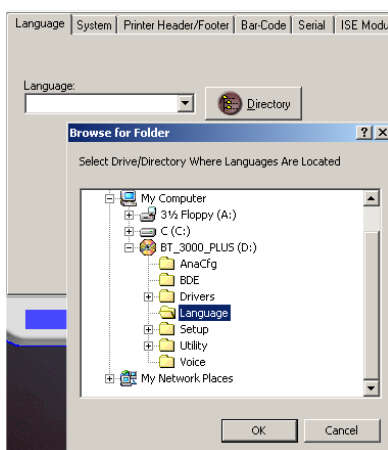 Language System Printer Header/Footer Bar-Code Serial ISE Modu
Language:
Directory
Browse for Folder
Select Drive/Directory Where Languages Are Located
My Computer
3½ Floppy (A:)
C (C:)
BT_3000_PLUS (D:)
AnaCfg
BDE
Drivers
Language
Setup
Utility
Voice
My Network Places
OK Cancel